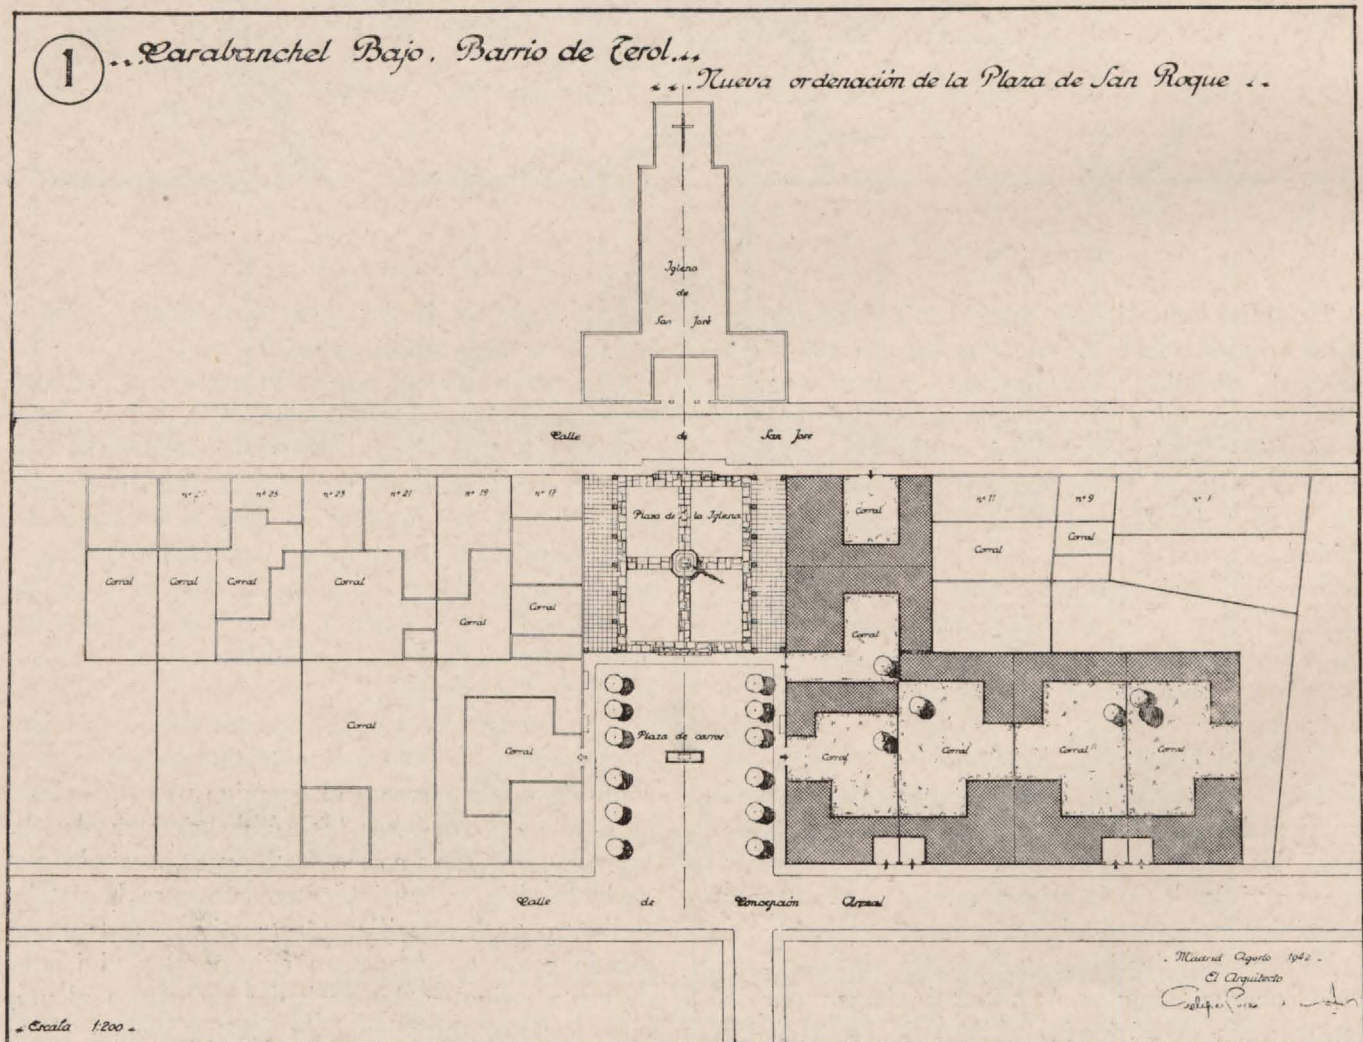 1
..Carabanchel Bajo. Barrio de Terol...
...Nueva ordenación de la Plaza de San Roque ..
Iglesia
de
San José
Calle de San Jose
nº 25 nº 23 nº 21 nº 19 nº 17
Plaza de la Iglesia
Corral
nº 11 nº 9
Corral Corral
Corral Corral Corral Corral
Corral
Corral
Corral
Corral
Corral
Plaza de carros
Corral Corral Corral Corral
Calle de Concepción Arenal
. Madrid Agosto 1942 .
El Arquitecto
Escala 1:200